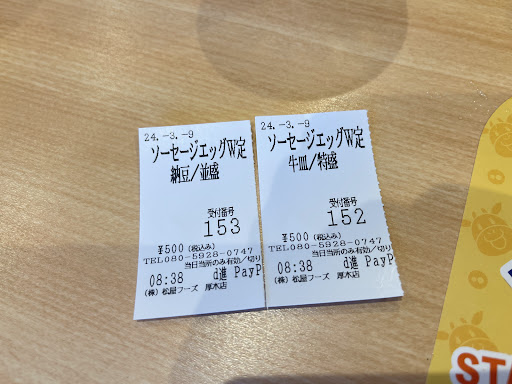 24.-3.-9
ソーセージエッグW定
納豆/並盛
受付番号
153
¥500(税込み)
TEL080-5928-0747
当日当所のみ有効/切り
08:38 d進 PayP
(株)松屋フーズ 厚木店
24.-3.-9
ソーセージエッグW定
牛皿/特盛
受付番号
152
¥500(税込み)
TEL080-5928-0747
当日当所のみ有効/切り
08:38 d進 PayP
(株)松屋フーズ 厚木店
STA